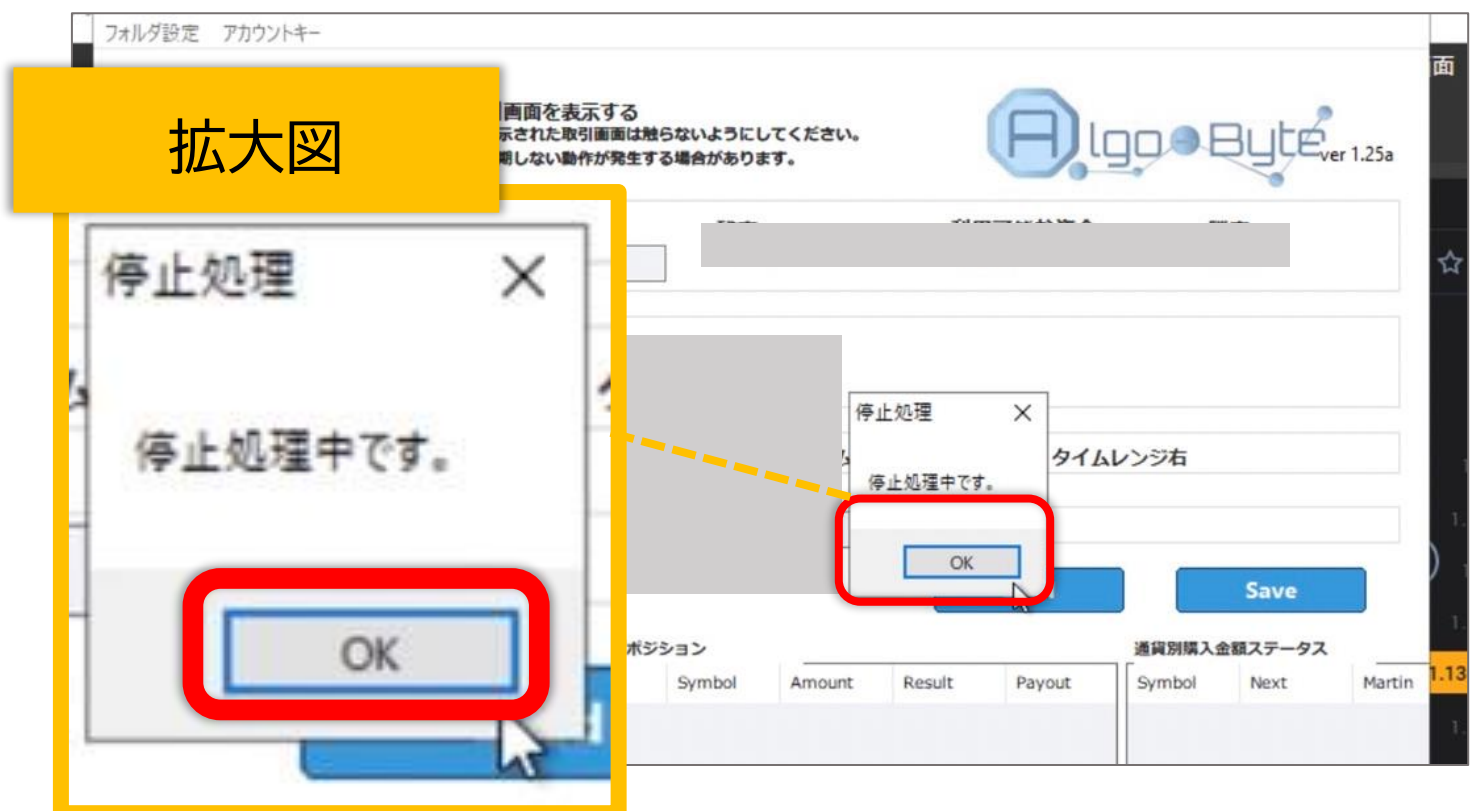 フォルダ設定 アカウントキー
面
拡大図
画面を表示する
示された取引画面は触らないようにしてください。
期しない動作が発生する場合があります。
Algo-Byte
ver 1.25a
停止処理
停止処理中です。
OK
停止処理
停止処理中です。
OK
タイムレンジ右
Save
ポジション
通貨別購入金額ステータス
Symbol Amount Result Payout
Symbol Next Martin
1.13